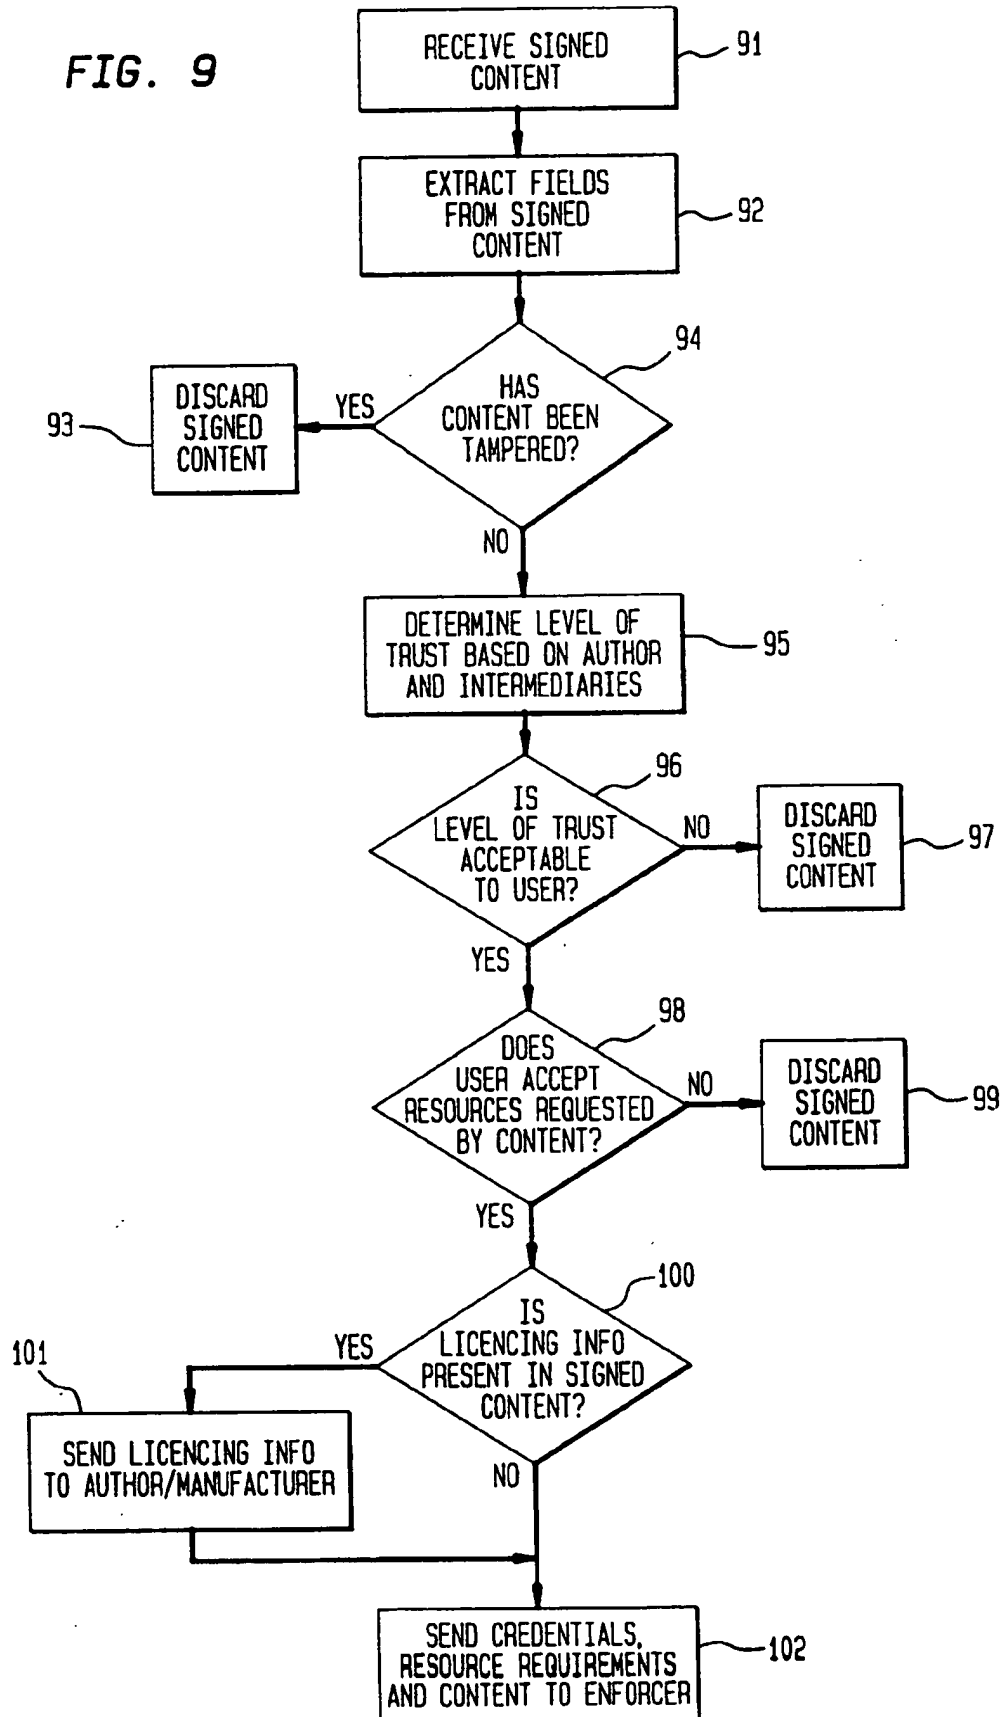 FIG. 9
RECEIVE SIGNED
CONTENT
91
EXTRACT FIELDS
FROM SIGNED
CONTENT
92
94
HAS
CONTENT BEEN
TAMPERED?
YES
DISCARD
SIGNED
CONTENT
93
NO
DETERMINE LEVEL OF
TRUST BASED ON AUTHOR
AND INTERMEDIARIES
95
96
IS
LEVEL OF TRUST
ACCEPTABLE
TO USER?
NO
DISCARD
SIGNED
CONTENT
97
YES
98
DOES
USER ACCEPT
RESOURCES REQUESTED
BY CONTENT?
NO
DISCARD
SIGNED
CONTENT
99
YES
100
IS
LICENCING INFO
PRESENT IN SIGNED
CONTENT?
YES
101
SEND LICENCING INFO
TO AUTHOR/MANUFACTURER
NO
SEND CREDENTIALS,
RESOURCE REQUIREMENTS
AND CONTENT TO ENFORCER
102